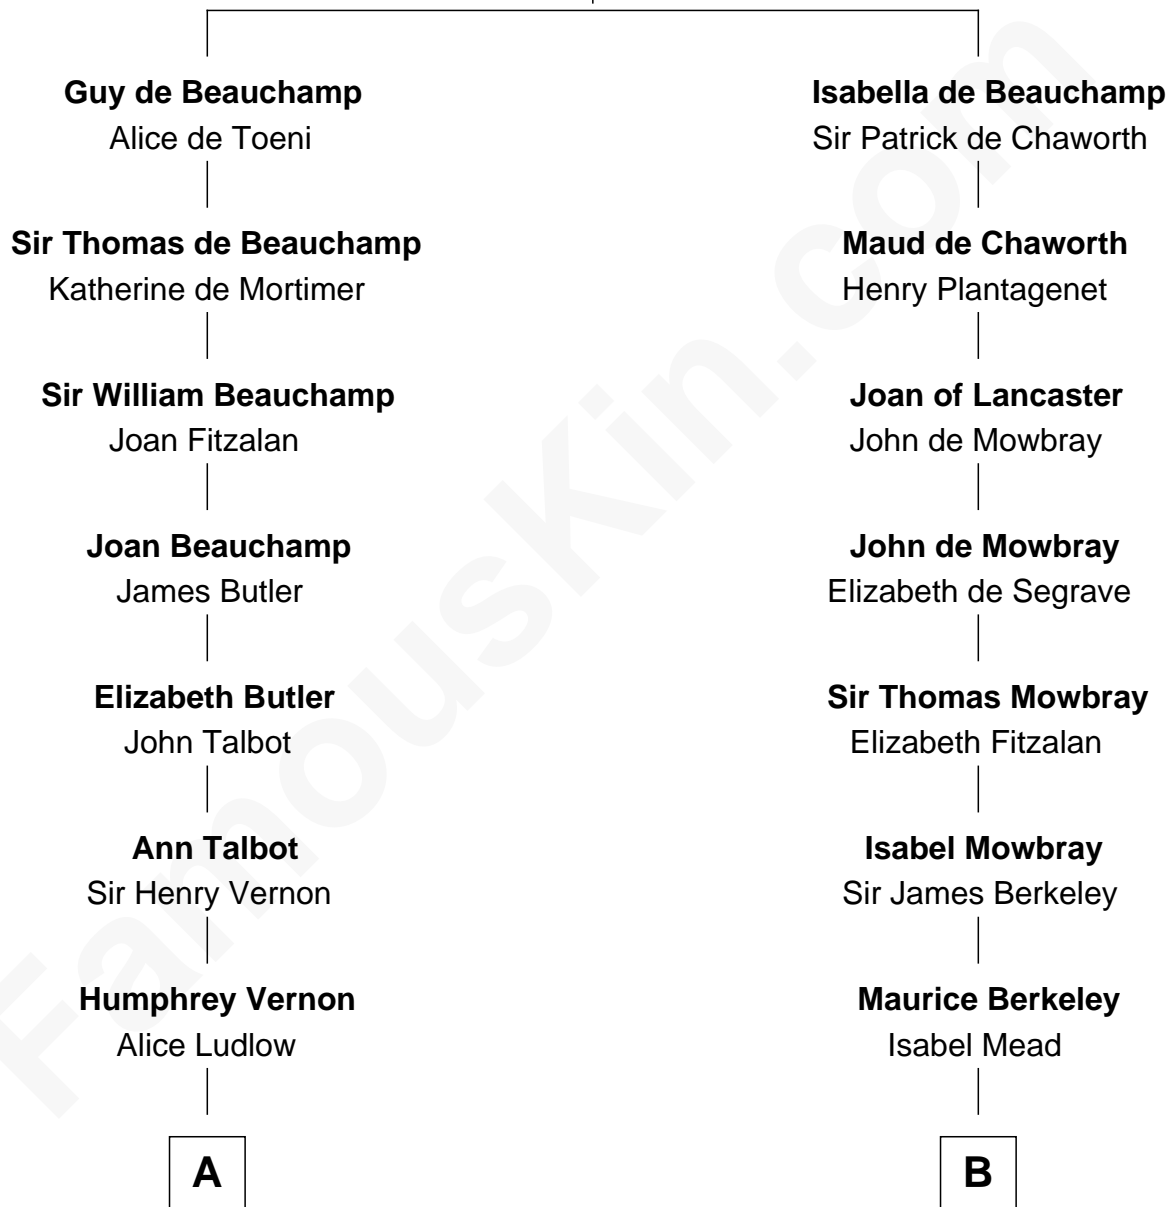 Guy de Beauchamp
Alice de Toeni
Sir Thomas de Beauchamp
Katherine de Mortimer
Sir William Beauchamp
Joan Fitzalan
Joan Beauchamp
James Butler
Elizabeth Butler
John Talbot
Ann Talbot
Sir Henry Vernon
Humphrey Vernon
Alice Ludlow
A
Isabella de Beauchamp
Sir Patrick de Chaworth
Maud de Chaworth
Henry Plantagenet
Joan of Lancaster
John de Mowbray
John de Mowbray
Elizabeth de Segrave
Sir Thomas Mowbray
Elizabeth Fitzalan
Isabel Mowbray
Sir James Berkeley
Maurice Berkeley
Isabel Mead
B
FamousKin.com